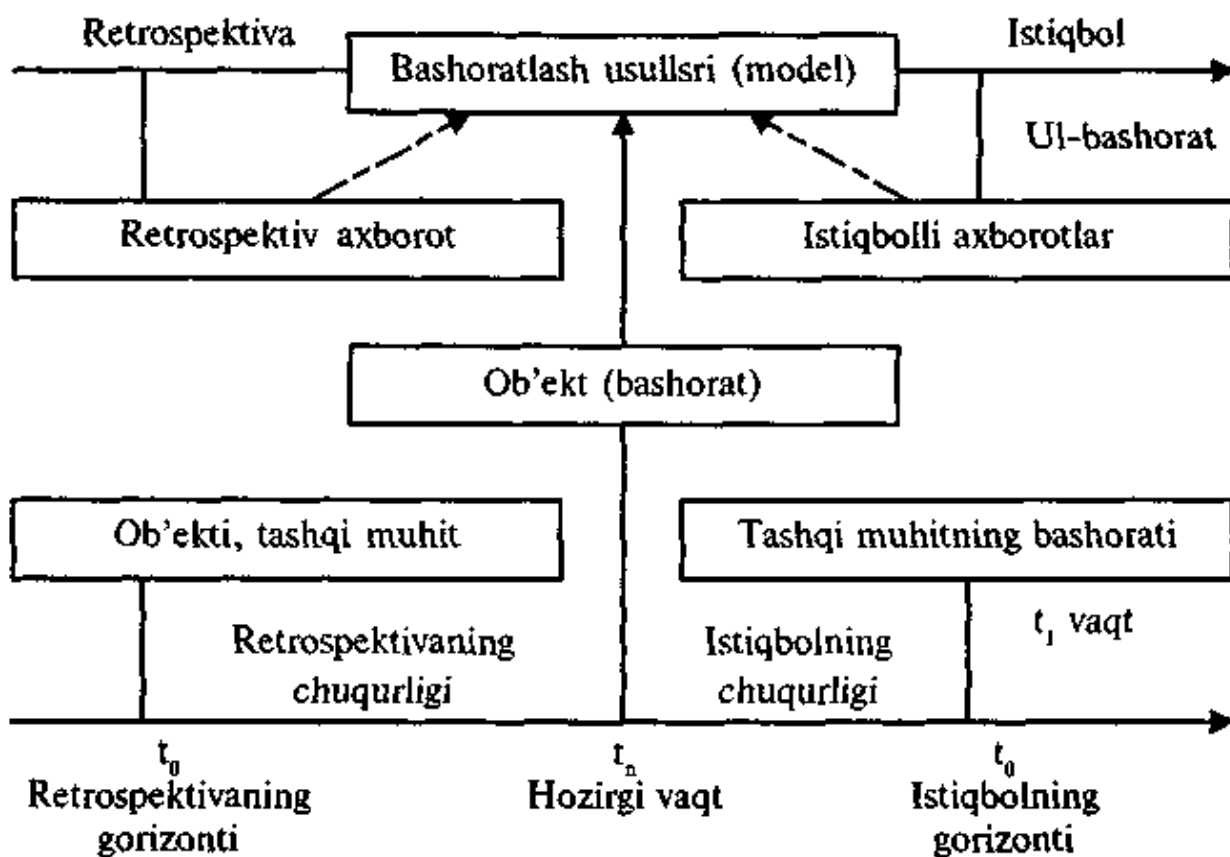 Retrospektiva
Istiqbol
Bashoratlash usullsri (model)
Ul-bashorat
Retrospektiv axborot
Istiqbolli axborotlar
Ob'ekt (bashorat)
Ob'ekti, tashqi muhit
Tashqi muhitning bashorati
Retrospektivaning
chuqurligi
Istiqbolning
chuqurligi
t₁ vaqt
t₀
Retrospektivaning
gorizonti
tₙ
Hozirgi vaqt
t₀
Istiqbolning
gorizonti